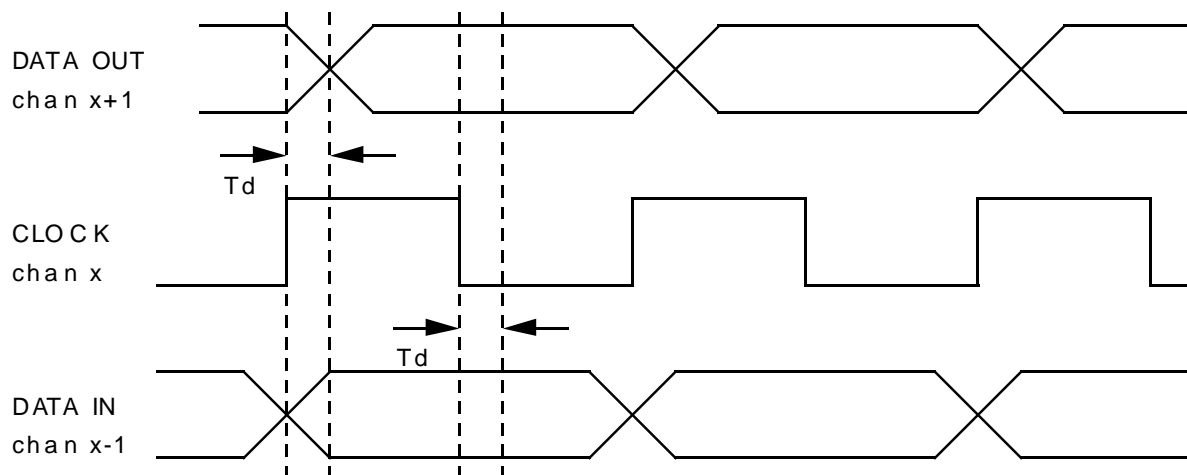 DATA OUT
chan x+1
Td
CLOCK
chan x
Td
DATA IN
chan x-1